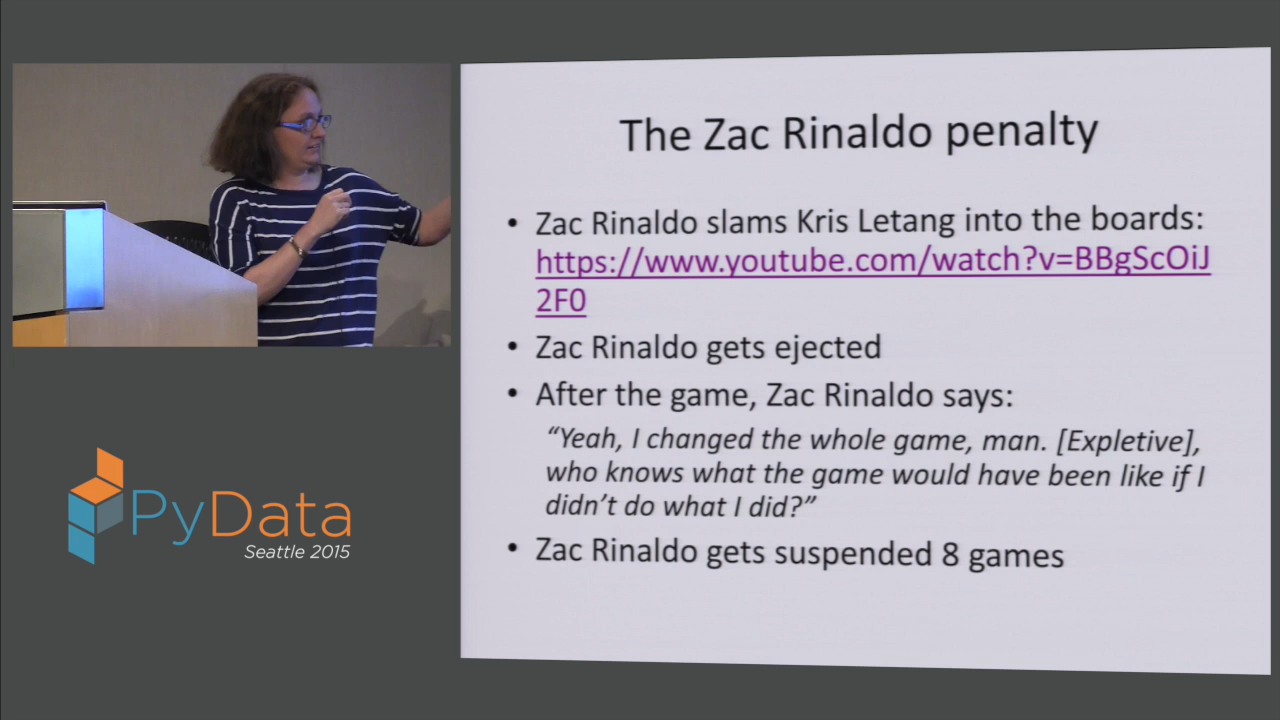 The Zac Rinaldo penalty
• Zac Rinaldo slams Kris Letang into the boards:
https://www.youtube.com/watch?v=BBgScOiJ
2F0
• Zac Rinaldo gets ejected
• After the game, Zac Rinaldo says:
“Yeah, I changed the whole game, man. [Expletive],
who knows what the game would have been like if I
didn’t do what I did?”
• Zac Rinaldo gets suspended 8 games
PyData
Seattle 2015